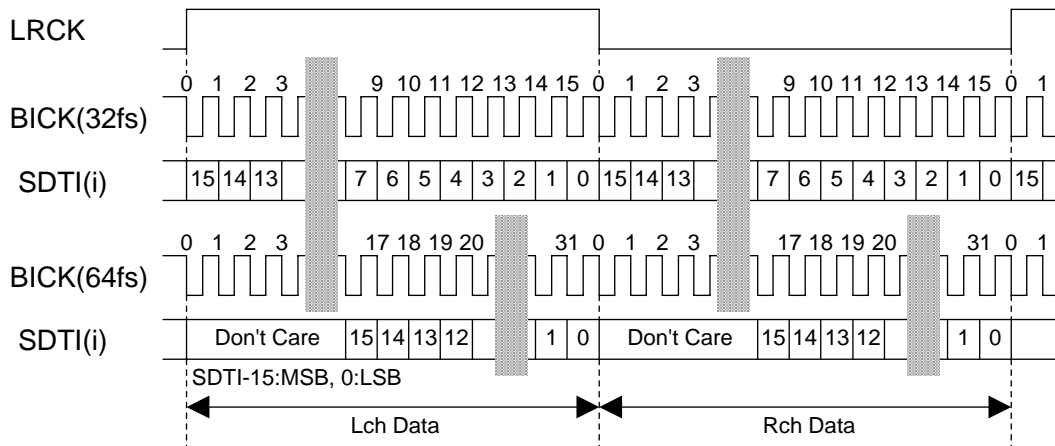 LRCK
0 1 2 3 9 10 11 12 13 14 15 0 1 2 3 9 10 11 12 13 14 15 0 1
BICK(32fs)
SDTI(i) 15 14 13 7 6 5 4 3 2 1 0 15 14 13 7 6 5 4 3 2 1 0 15
0 1 2 3 17 18 19 20 31 0 1 2 3 17 18 19 20 31 0 1
BICK(64fs)
SDTI(i) Don't Care 15 14 13 12 1 0 Don't Care 15 14 13 12 1 0
SDTI-15:MSB, 0:LSB
Lch Data Rch Data